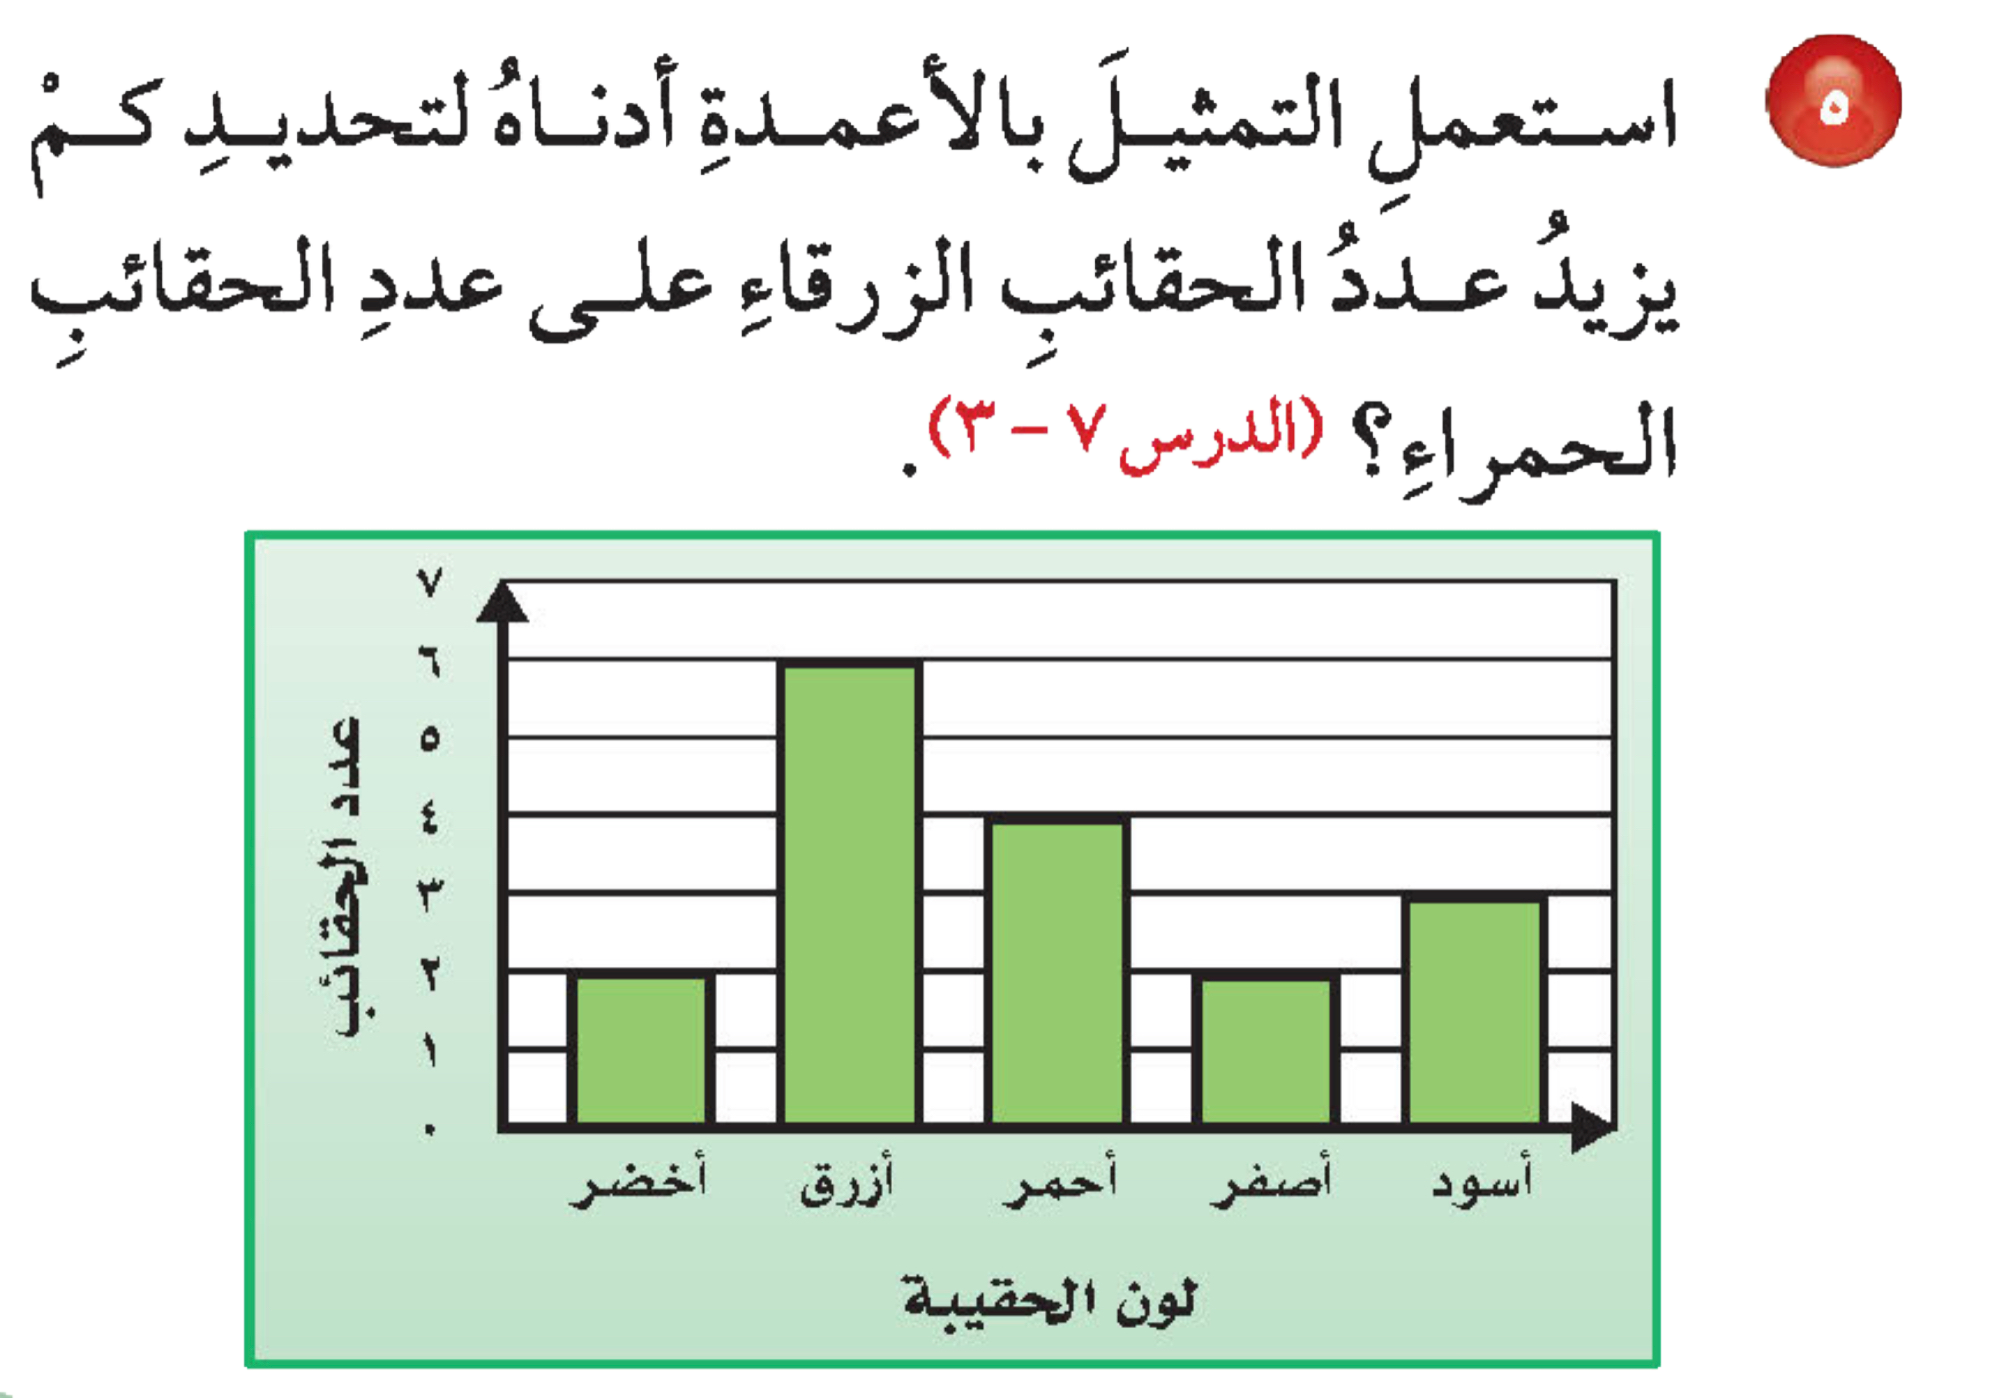 ٥ استعملِ التمثيلَ بالأعمدةِ أدناهُ لتحديدِ كمْ
يزيدُ عددُ الحقائبِ الزرقاءِ على عددِ الحقائبِ
الحمراءِ؟ (الدرس ٧ – ٣).
عدد الحقائب
٧
٦
٥
٤
٣
٢
١
٠
أخضر أزرق أحمر أصفر أسود
لون الحقيبة